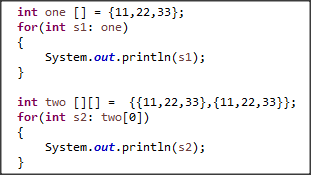 int one [] = {11,22,33};
for(int s1: one)
{
System.out.println(s1);
}
int two [][] = {{11,22,33},{11,22,33}};
for(int s2: two[0])
{
System.out.println(s2);
}